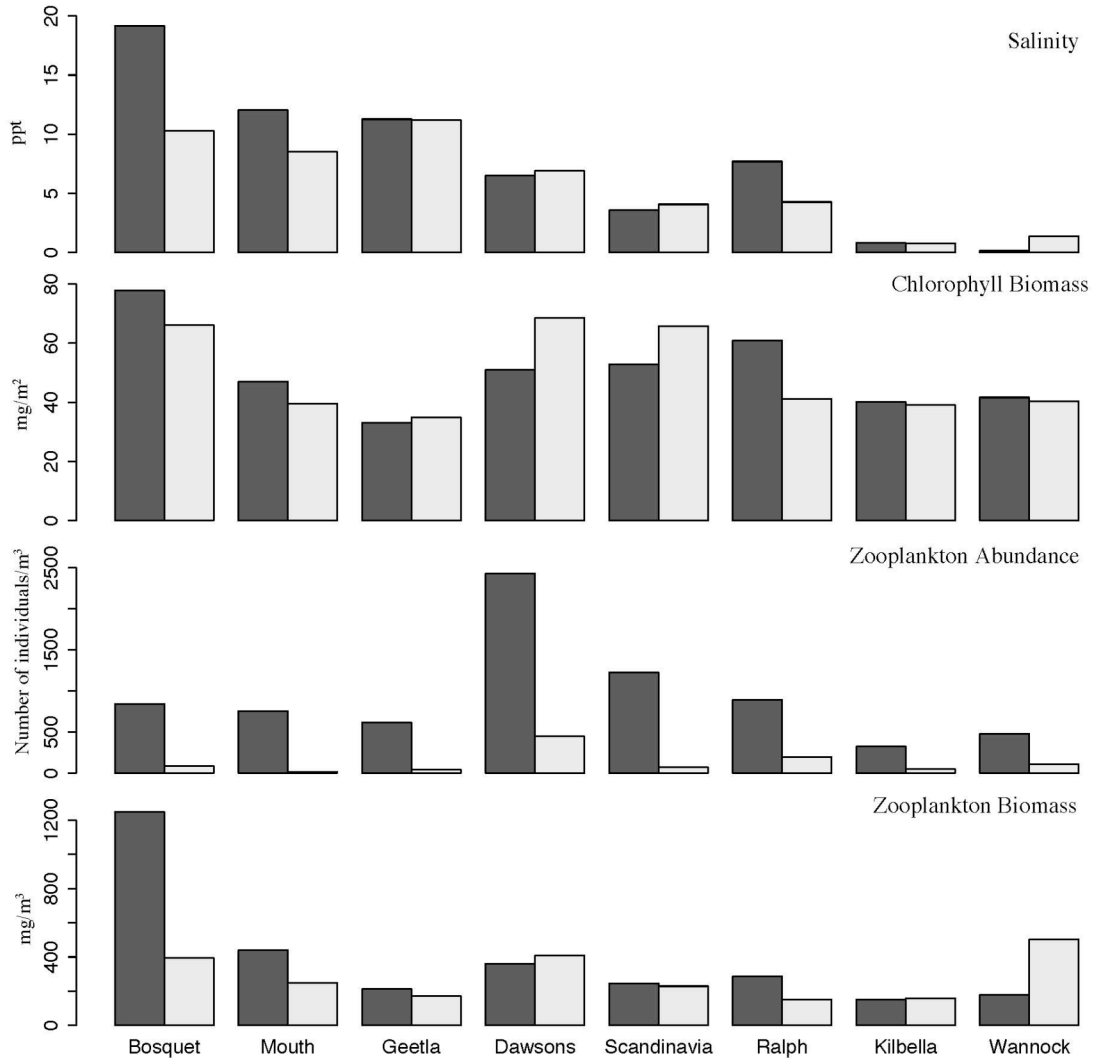 Salinity
20
15
10
5
0
ppt
Chlorophyll Biomass
80
60
40
20
0
mg/m²
Zooplankton Abundance
2500
1500
500
0
Number of individuals/m³
Zooplankton Biomass
1200
800
400
0
mg/m³
Bosquet Mouth Geetla Dawsons Scandinavia Ralph Kilbella Wannock